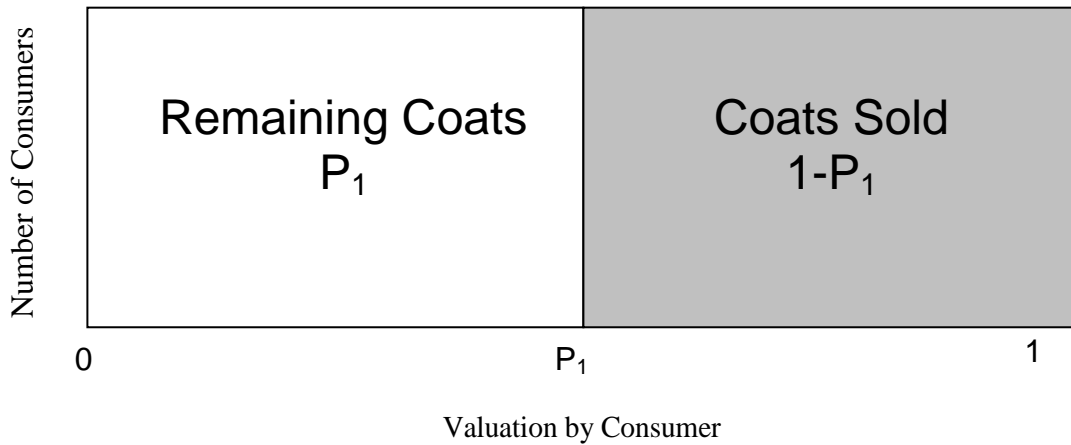 Number of Consumers
Remaining Coats
P₁
Coats Sold
1-P₁
0
P₁
1
Valuation by Consumer